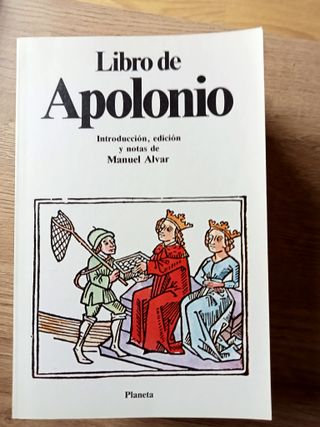 Libro de
Apolonio
Introducción, edición
y notas de
Manuel Alvar
Planeta